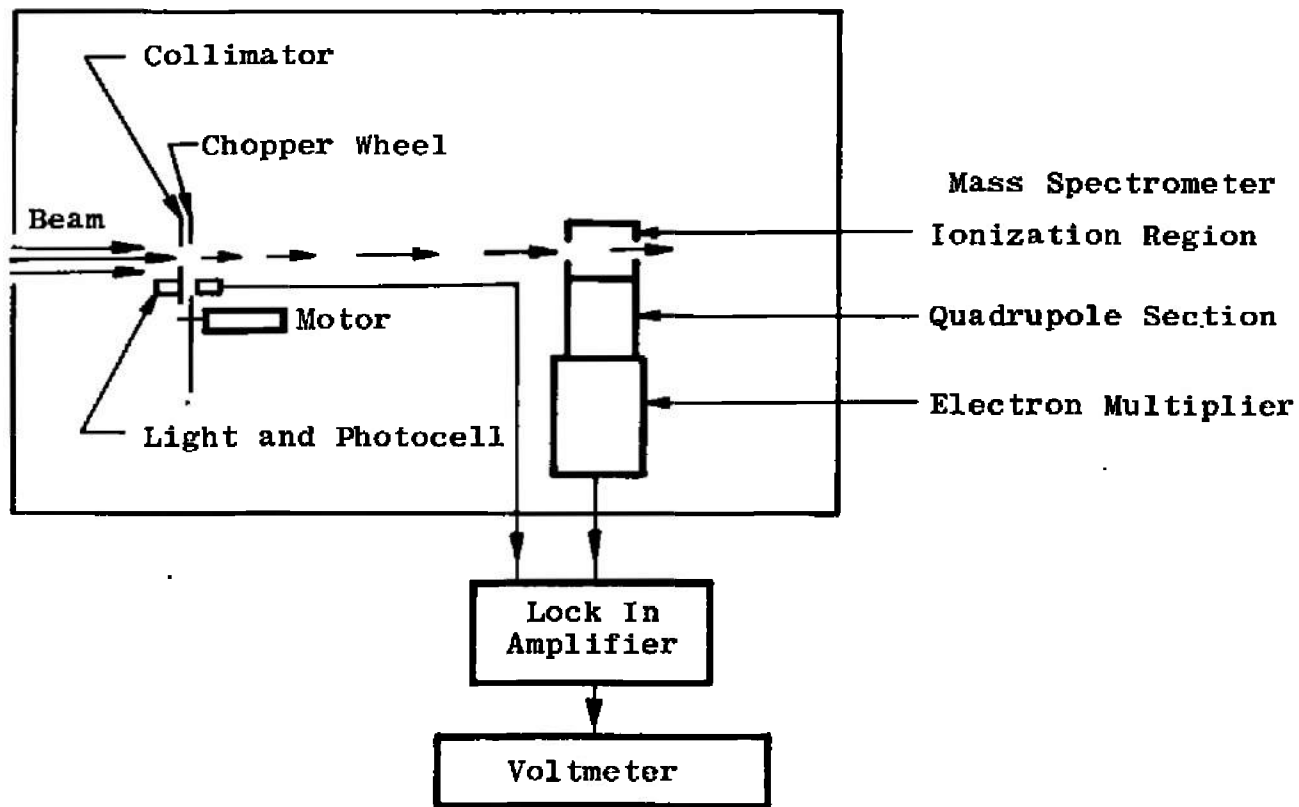 Collimator
Chopper Wheel
Beam
Motor
Light and Photocell
Mass Spectrometer
Ionization Region
Quadrupole Section
Electron Multiplier
Lock In
Amplifier
Voltmeter